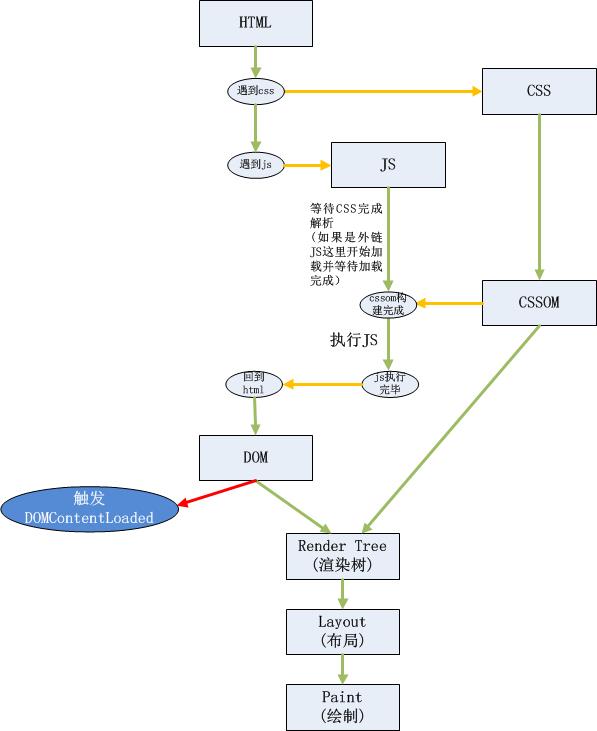 HTML
遇到css
CSS
遇到js
JS
等待CSS完成
解析
（如果是外链
JS这里开始加
载并等待加载
完成）
cssom构
建完成
CSSOM
执行JS
回到
html
js执行
完毕
DOM
触发
DOMContentLoaded
Render Tree
(渲染树)
Layout
(布局)
Paint
(绘制)